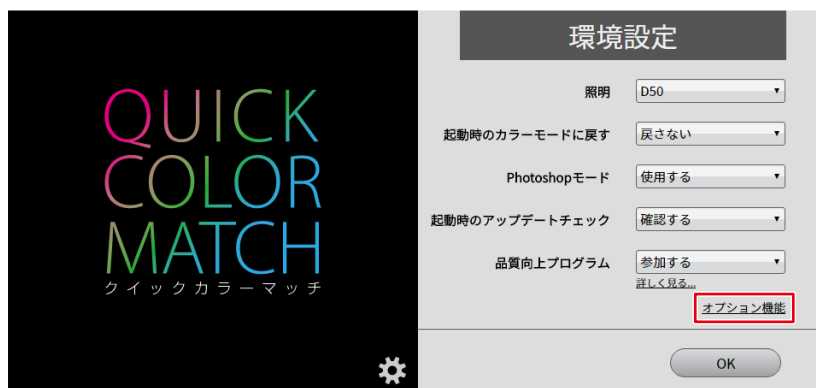 QUICK
COLOR
MATCH
クイックカラーマッチ
環境設定
照明 D50
起動時のカラーモードに戻す 戻さない
Photoshopモード 使用する
起動時のアップデートチェック 確認する
品質向上プログラム 参加する
詳しく見る...
オプション機能
OK